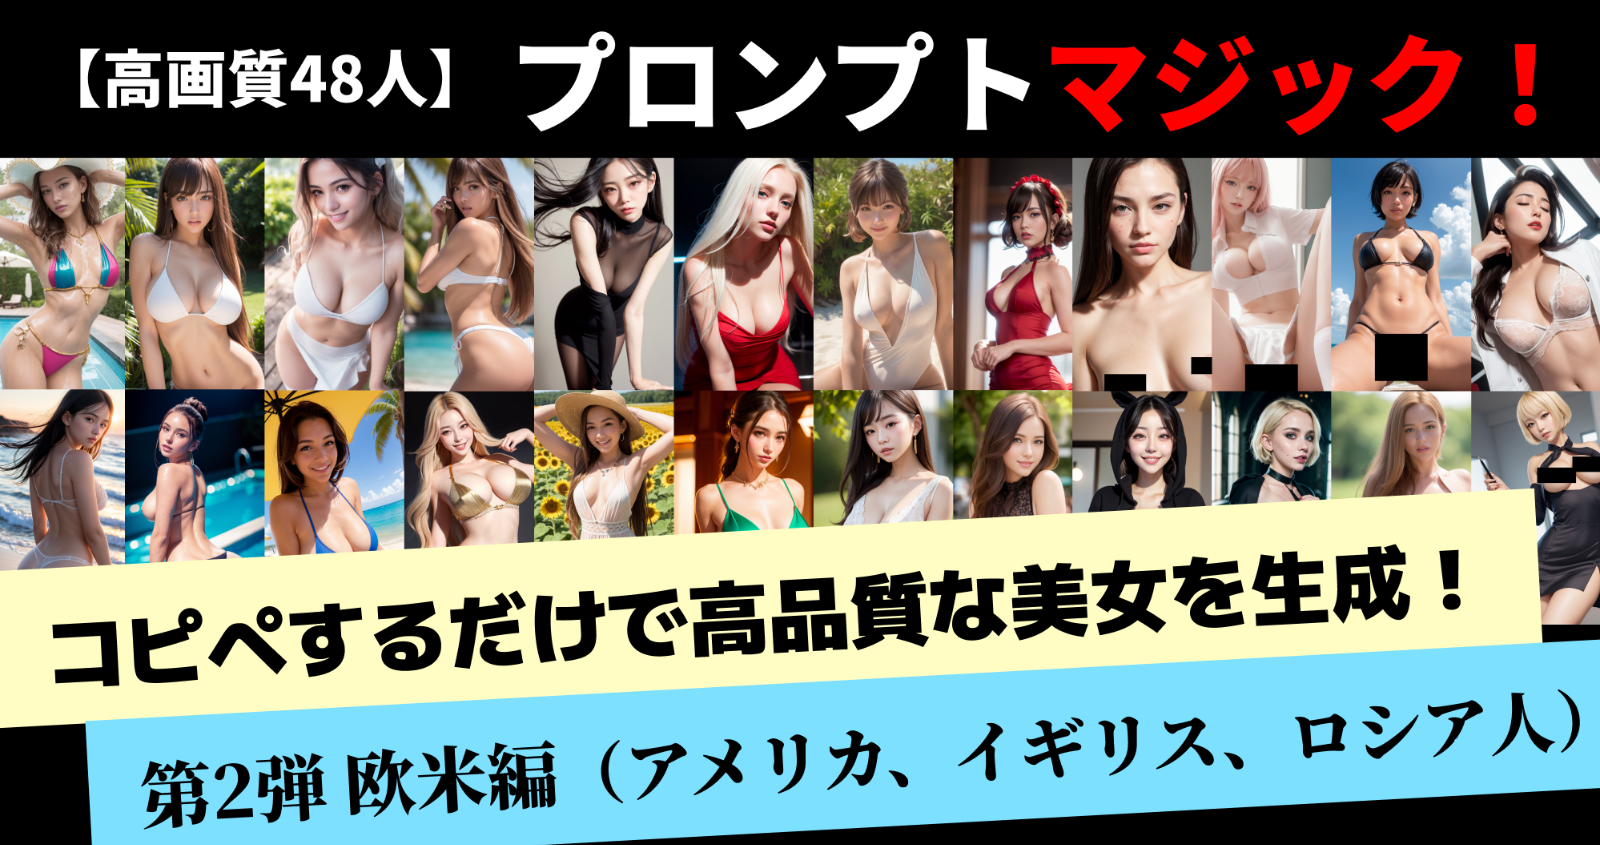 【高画質48人】 プロンプトマジック！
コピペするだけで高品質な美女を生成！
第2弾 欧米編（アメリカ、イギリス、ロシア人）